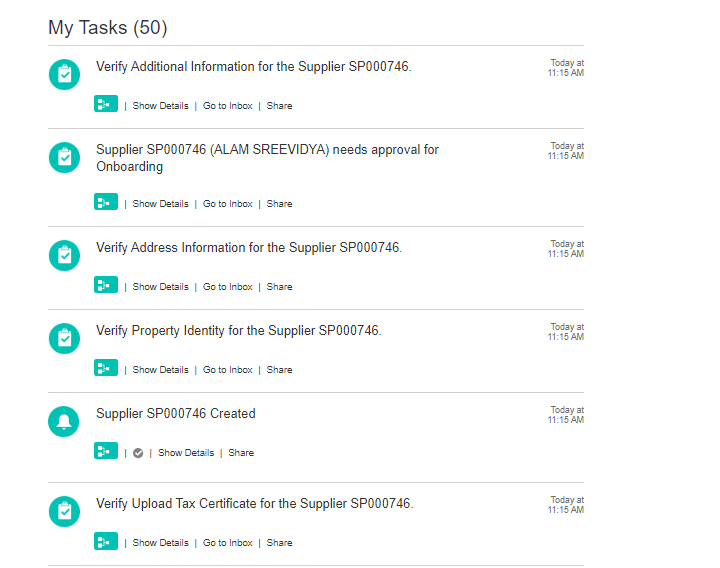 My Tasks (50)
Verify Additional Information for the Supplier SP000746.
Today at
11:15 AM
| Show Details | Go to Inbox | Share
Supplier SP000746 (ALAM SREEVIDYA) needs approval for
Onboarding
Today at
11:15 AM
| Show Details | Go to Inbox | Share
Verify Address Information for the Supplier SP000746.
Today at
11:15 AM
| Show Details | Go to Inbox | Share
Verify Property Identity for the Supplier SP000746.
Today at
11:15 AM
| Show Details | Go to Inbox | Share
Supplier SP000746 Created
Today at
11:15 AM
| | Show Details | Share
Verify Upload Tax Certificate for the Supplier SP000746.
Today at
11:15 AM
| Show Details | Go to Inbox | Share